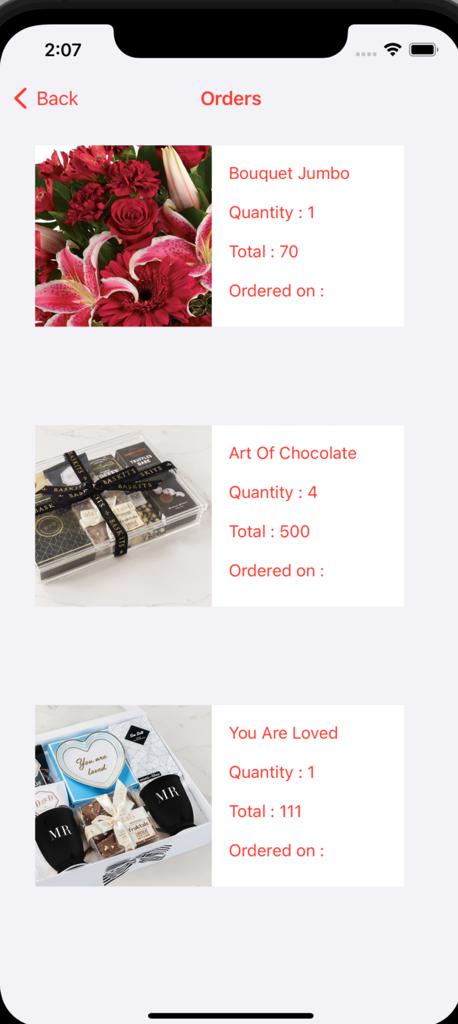 2:07
Back
Orders
Bouquet Jumbo
Quantity : 1
Total : 70
Ordered on :
Art Of Chocolate
Quantity : 4
Total : 500
Ordered on :
BASKITS
BASKITS
You Are Loved
Quantity : 1
Total : 111
Ordered on :
You are
loved
MR
MR